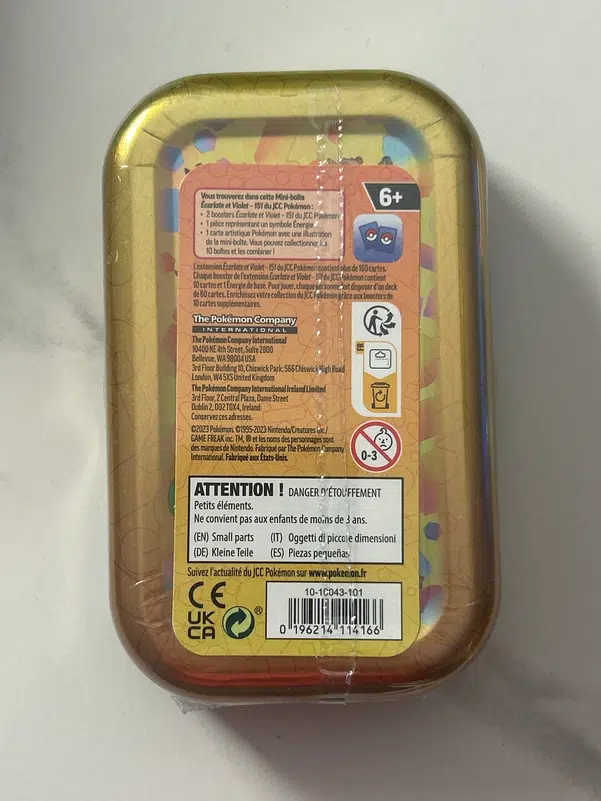 Vous trouverez dans cette Mini-boîte
Écarlate et Violet – 151 du JCC Pokémon :
• 2 boosters Écarlate et Violet – 151 du JCC Pokémon
• 1 pièce représentant un symbole Énergie
• 1 carte artistique Pokémon avec une illustration
de la mini-boîte. Vous pouvez collectionner les
10 boîtes et les combiner !
6+
L'extension Écarlate et Violet – 151 du JCC Pokémon contient plus de 160 cartes.
Chaque booster de l'extension Écarlate et Violet – 151 du JCC Pokémon contient
10 cartes et 1 Énergie de base. Pour jouer, chaque personne doit disposer d'un deck
de 60 cartes. Enrichissez votre collection du JCC Pokémon grâce aux boosters de
10 cartes supplémentaires.
The Pokémon Company
INTERNATIONAL
The Pokémon Company International
10400 NE 4th Street, Suite 2800
Bellevue, WA 98004 USA
3rd Floor Building 10, Chiswick Park, 566 Chiswick High Road
London, W4 5XS United Kingdom
The Pokémon Company International Ireland Limited
3rd Floor, 2 Central Plaza, Dame Street
Dublin 2, D02 T0X4, Ireland
Conservez ces adresses.
FR
©2023 Pokémon. ©1995-2023 Nintendo/Creatures Inc./
GAME FREAK inc. TM, ® et les noms des personnages sont
des marques de Nintendo. Fabriqué par The Pokémon Company
International. Fabriqué aux États-Unis.
0-3
ATTENTION ! DANGER D'ÉTOUFFEMENT
Petits éléments.
Ne convient pas aux enfants de moins de 3 ans.
(EN) Small parts (IT) Oggetti di piccole dimensioni
(DE) Kleine Teile (ES) Piezas pequeñas
Suivez l'actualité du JCC Pokémon sur www.pokemon.fr
CE
UK
CA
®
10-10043-101
0 196214 114166